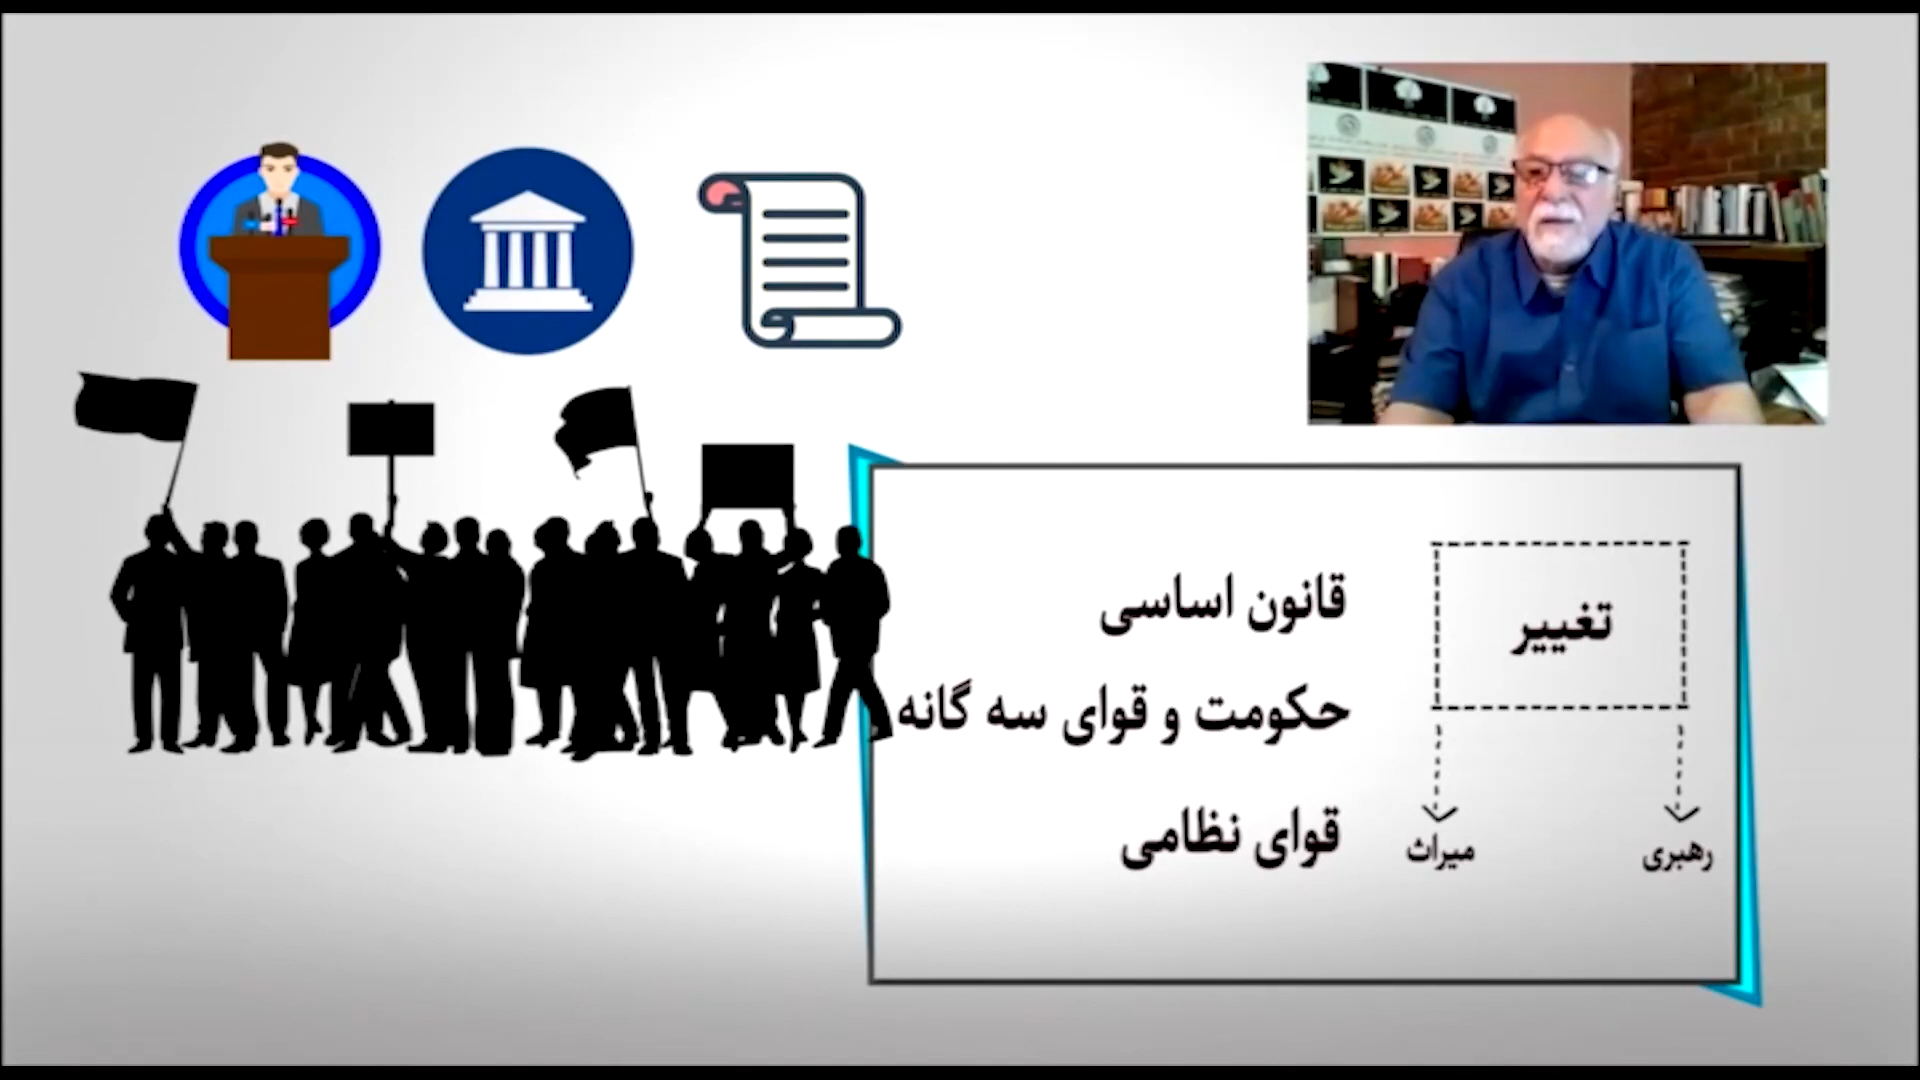 تغییر
رهبری
میراث
قانون اساسی
حکومت و قوای سه گانه
قوای نظامی